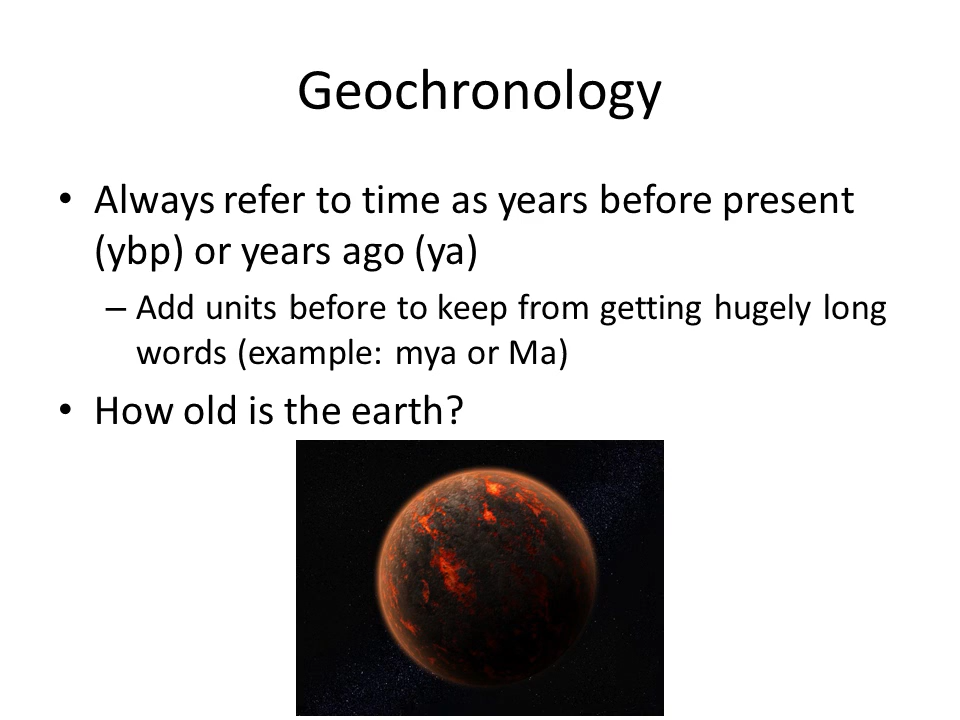 Geochronology
• Always refer to time as years before present
(ybp) or years ago (ya)
– Add units before to keep from getting hugely long
words (example: mya or Ma)
• How old is the earth?